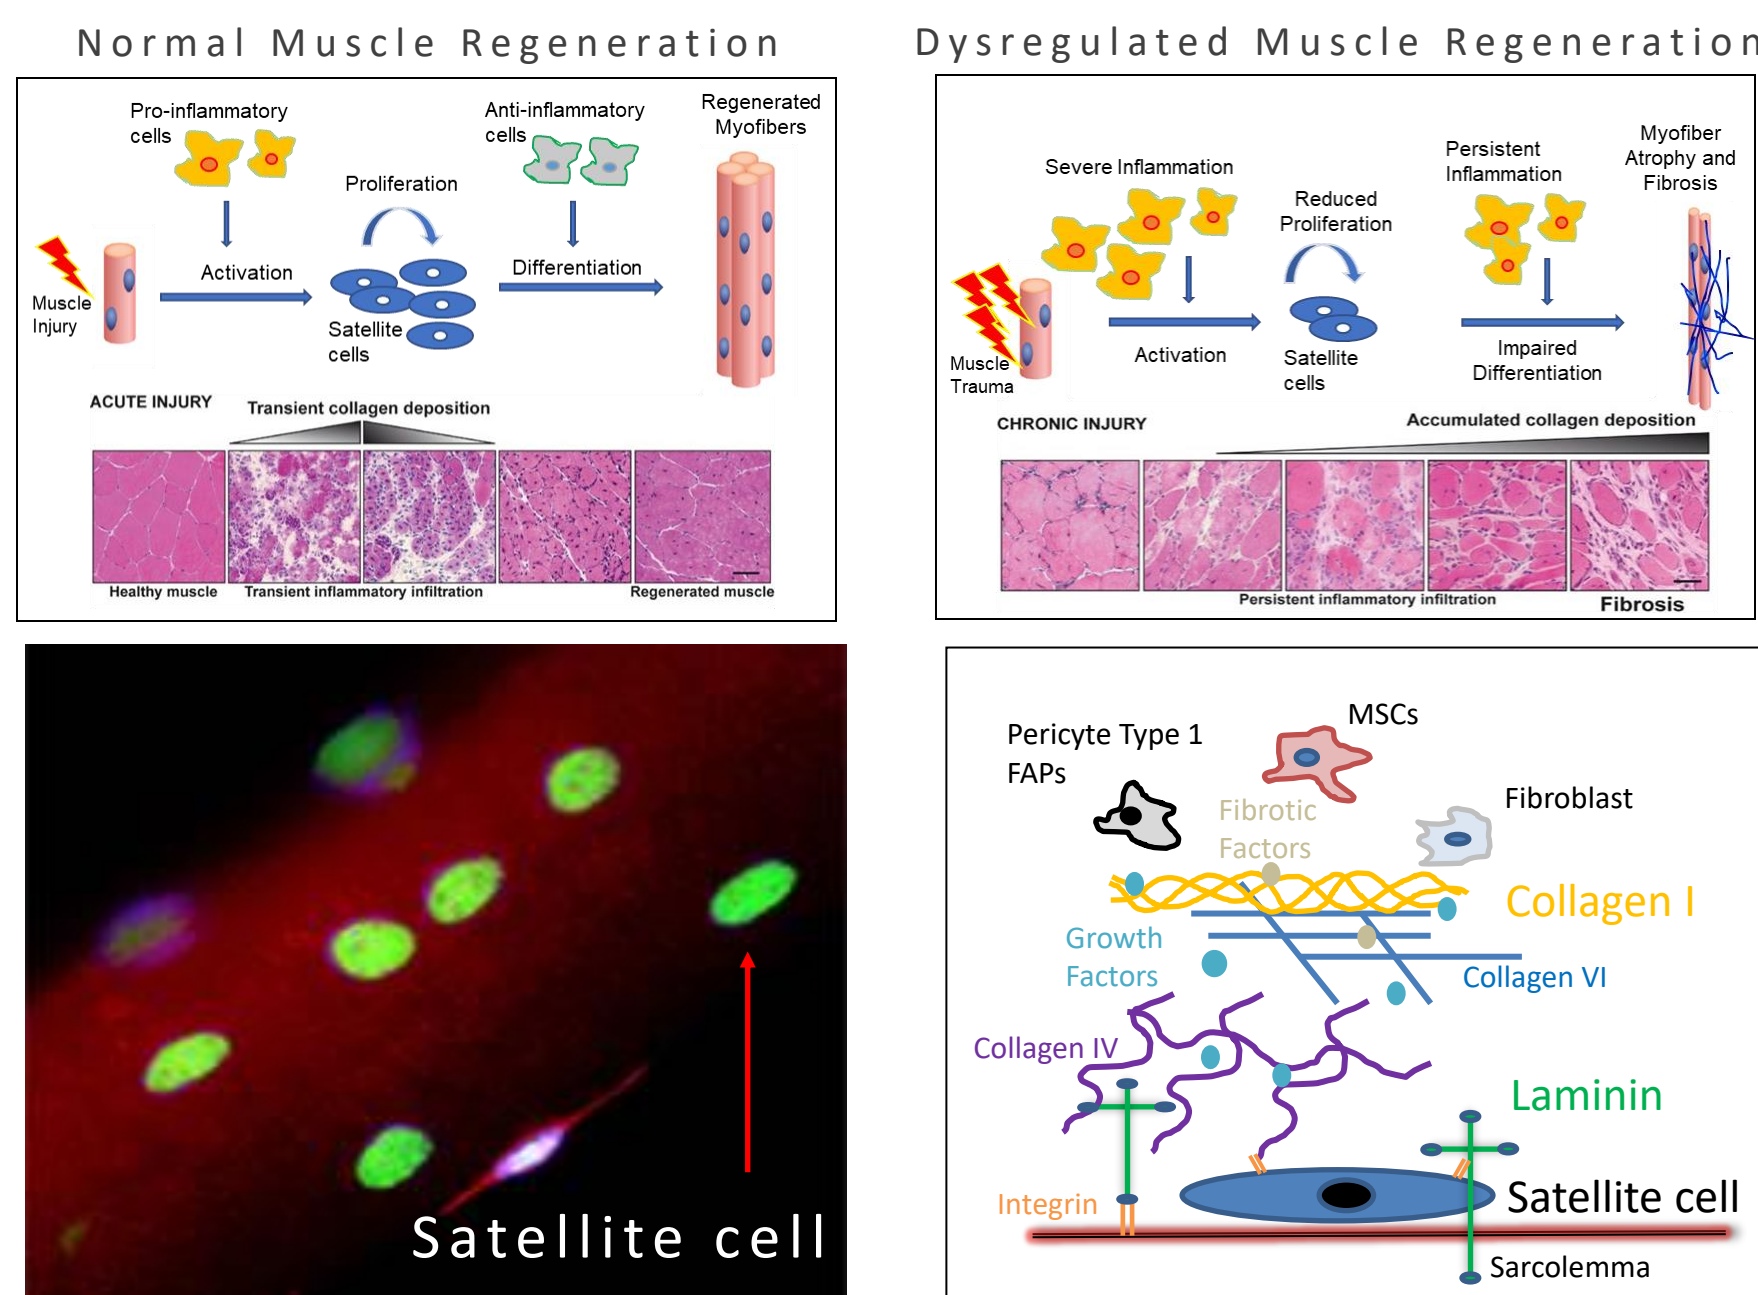 Normal Muscle Regeneration
Pro-inflammatory
cells
Anti-inflammatory
cells
Regenerated
Myofibers
Proliferation
Activation
Differentiation
Muscle
Injury
Satellite
cells
ACUTE INJURY
Transient collagen deposition
Healthy muscle
Transient inflammatory infiltration
Regenerated muscle
Dysregulated Muscle Regeneration
Severe Inflammation
Persistent
Inflammation
Myofiber
Atrophy and
Fibrosis
Reduced
Proliferation
Muscle
Trauma
Activation
Satellite
cells
Impaired
Differentiation
CHRONIC INJURY
Accumulated collagen deposition
Persistent inflammatory infiltration
Fibrosis
Satellite cell
Pericyte Type 1
FAPs
MSCs
Fibrotic
Factors
Fibroblast
Collagen I
Growth
Factors
Collagen VI
Collagen IV
Laminin
Integrin
Satellite cell
Sarcolemma